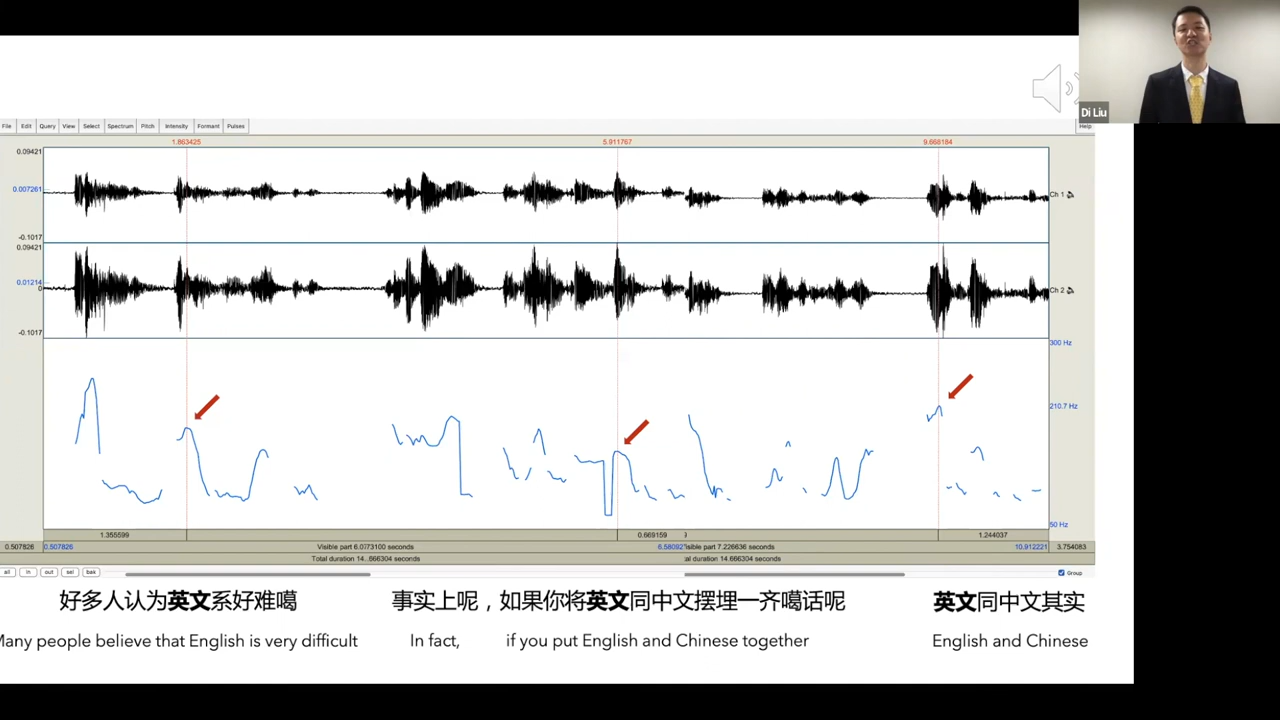 Di Liu
File Edit Query View Select Spectrum Pitch Intensity Formant Pulses Help
1.863425 5.911767 9.668184
0.09421
0.007261
Ch 1
-0.1017
0.09421
0.01214
0
Ch 2
-0.1017
300 Hz
210.7 Hz
50 Hz
1.355599 0.669159 1.244037
0.507826 0.507826 Visible part 6.0773100 seconds 6.58092 isible part 7.226636 seconds 10.912221 3.754083
Total duration 14..666304 seconds al duration 14.666304 seconds
all in out sel bak Group
好多人认为英文系好难噶 事实上呢，如果你将英文同中文摆埋一齐噶话呢 英文同中文其实
Many people believe that English is very difficult In fact, if you put English and Chinese together English and Chinese